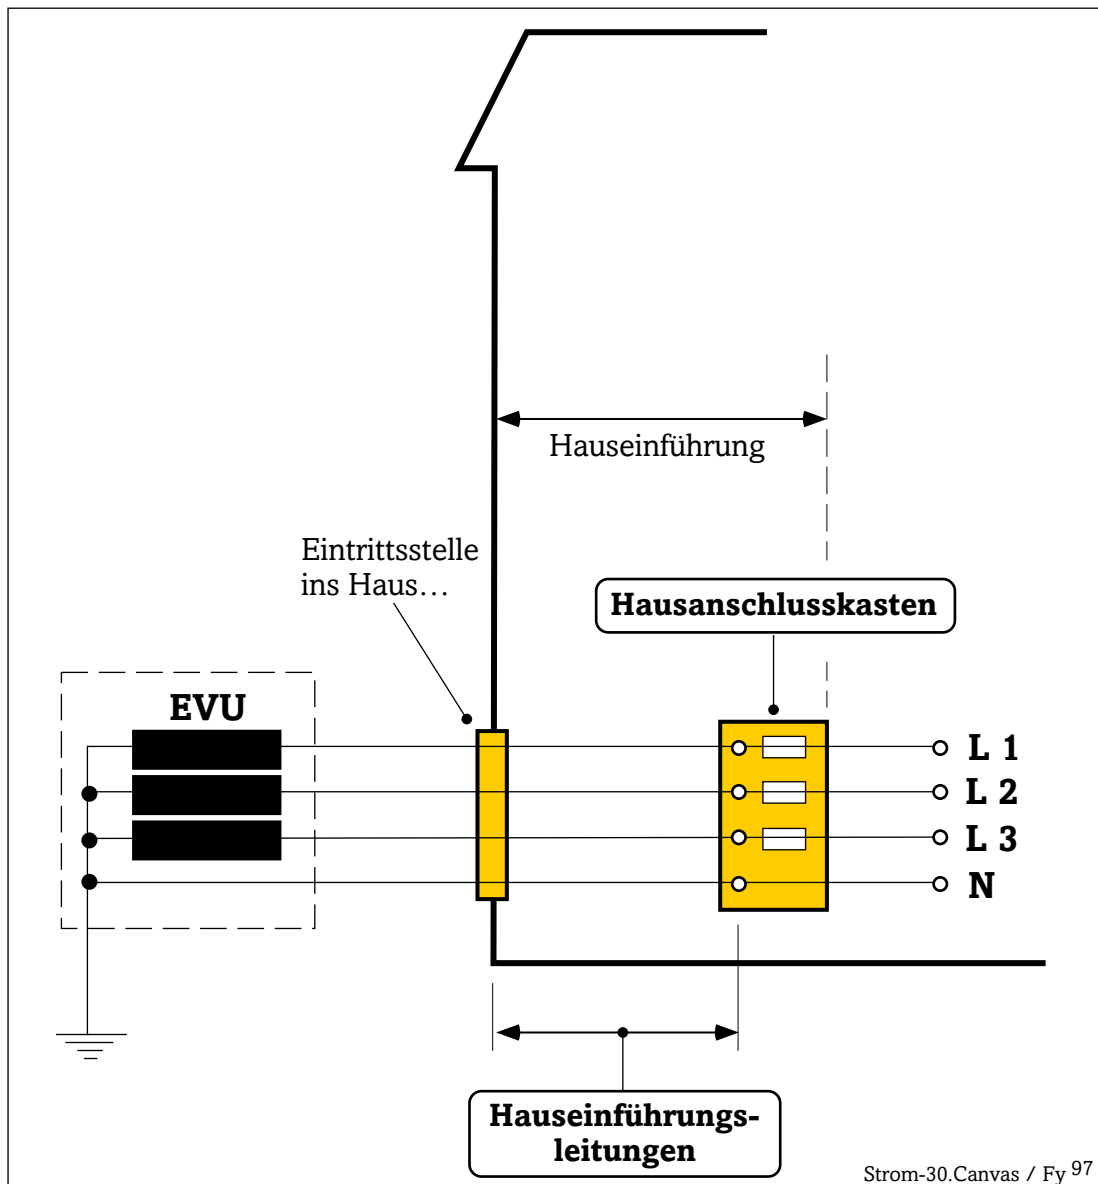 Hauseinführung
Eintrittsstelle
ins Haus…
Hausanschlusskasten
EVU
L 1
L 2
L 3
N
Hauseinführungs-
leitungen
Strom-30.Canvas / Fy 97